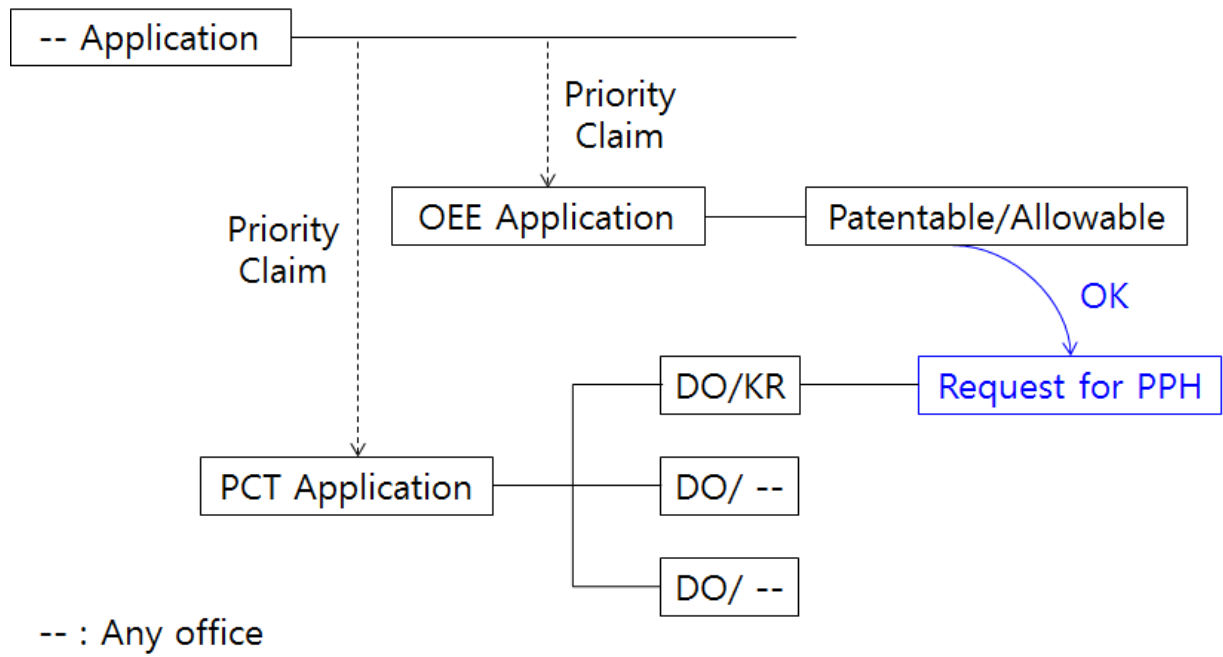 -- Application
Priority
Claim
OEE Application
Patentable/Allowable
Priority
Claim
OK
DO/KR
Request for PPH
PCT Application
DO/ --
DO/ --
-- : Any office